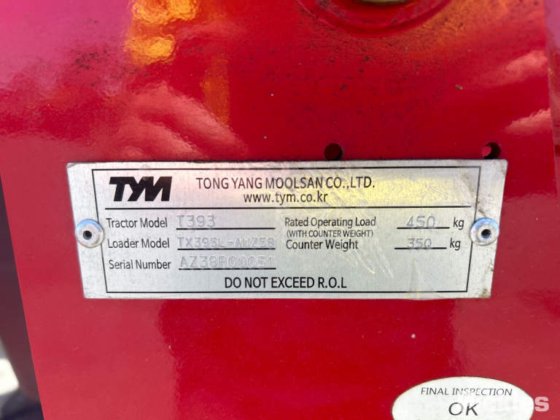 TYM TONG YANG MOOLSAN CO.,LTD.
www.tym.co.kr
Tractor Model T393 Rated Operating Load 450 kg
(WITH COUNTER WEIGHT)
Loader Model Counter Weight 350 kg
Serial Number
DO NOT EXCEED R.O.L
FINAL INSPECTION
OK